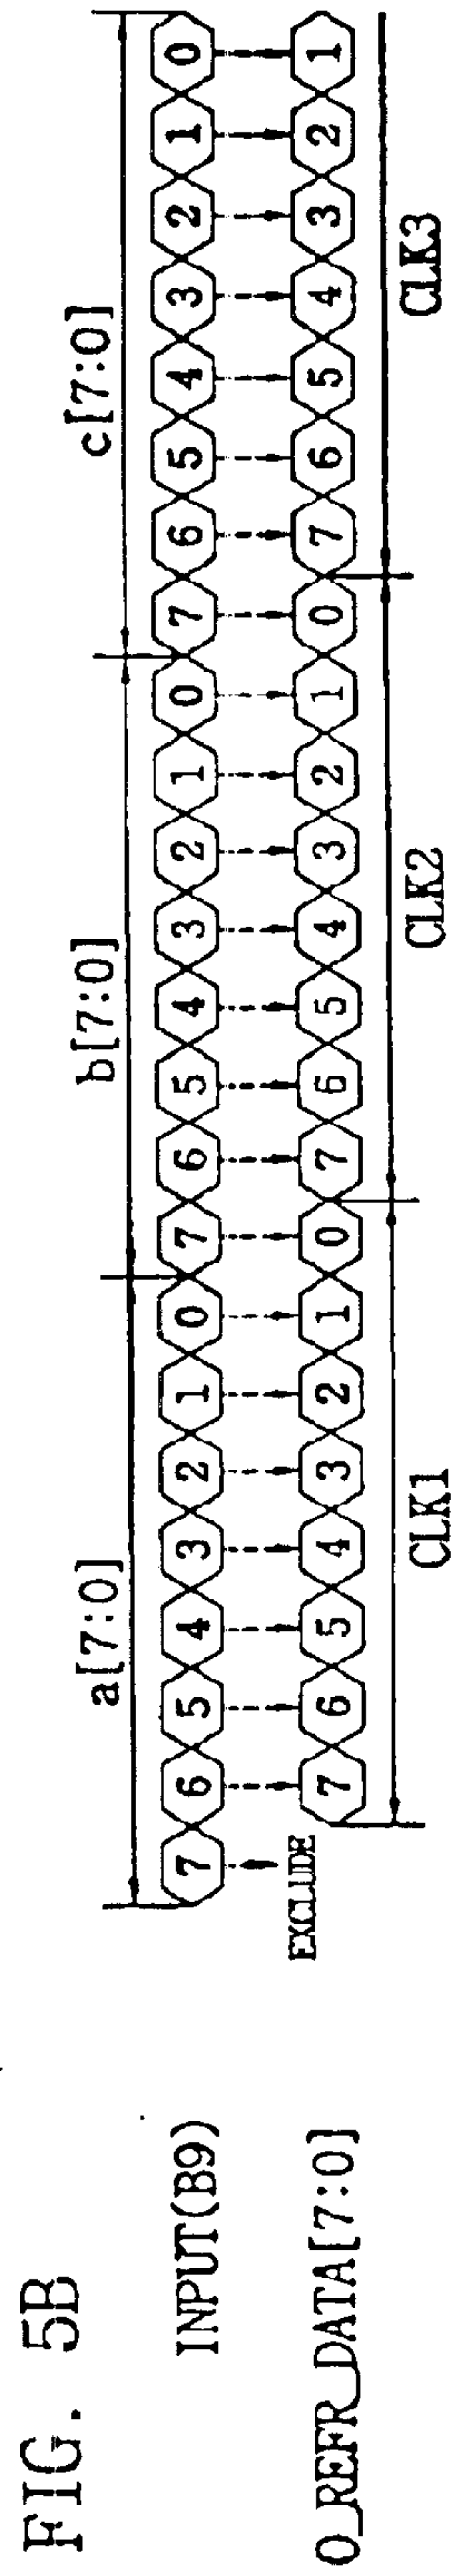 FIG. 5B
a[7:0] b[7:0] c[7:0]
INPUT(B9) 7 6 5 4 3 2 1 0 7 6 5 4 3 2 1 0 7 6 5 4 3 2 1 0
EXCLUDE
O_REFR_DATA[7:0] 7 6 5 4 3 2 1 0 7 6 5 4 3 2 1 0 7 6 5 4 3 2 1
CLK1 CLK2 CLK3